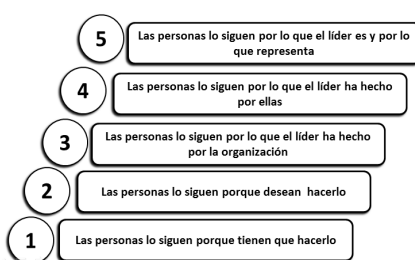 5
Las personas lo siguen por lo que el líder es y por lo
que representa
4
Las personas lo siguen por lo que el líder ha hecho
por ellas
3
Las personas lo siguen por lo que el líder ha hecho
por la organización
2
Las personas lo siguen porque desean hacerlo
1
Las personas lo siguen porque tienen que hacerlo